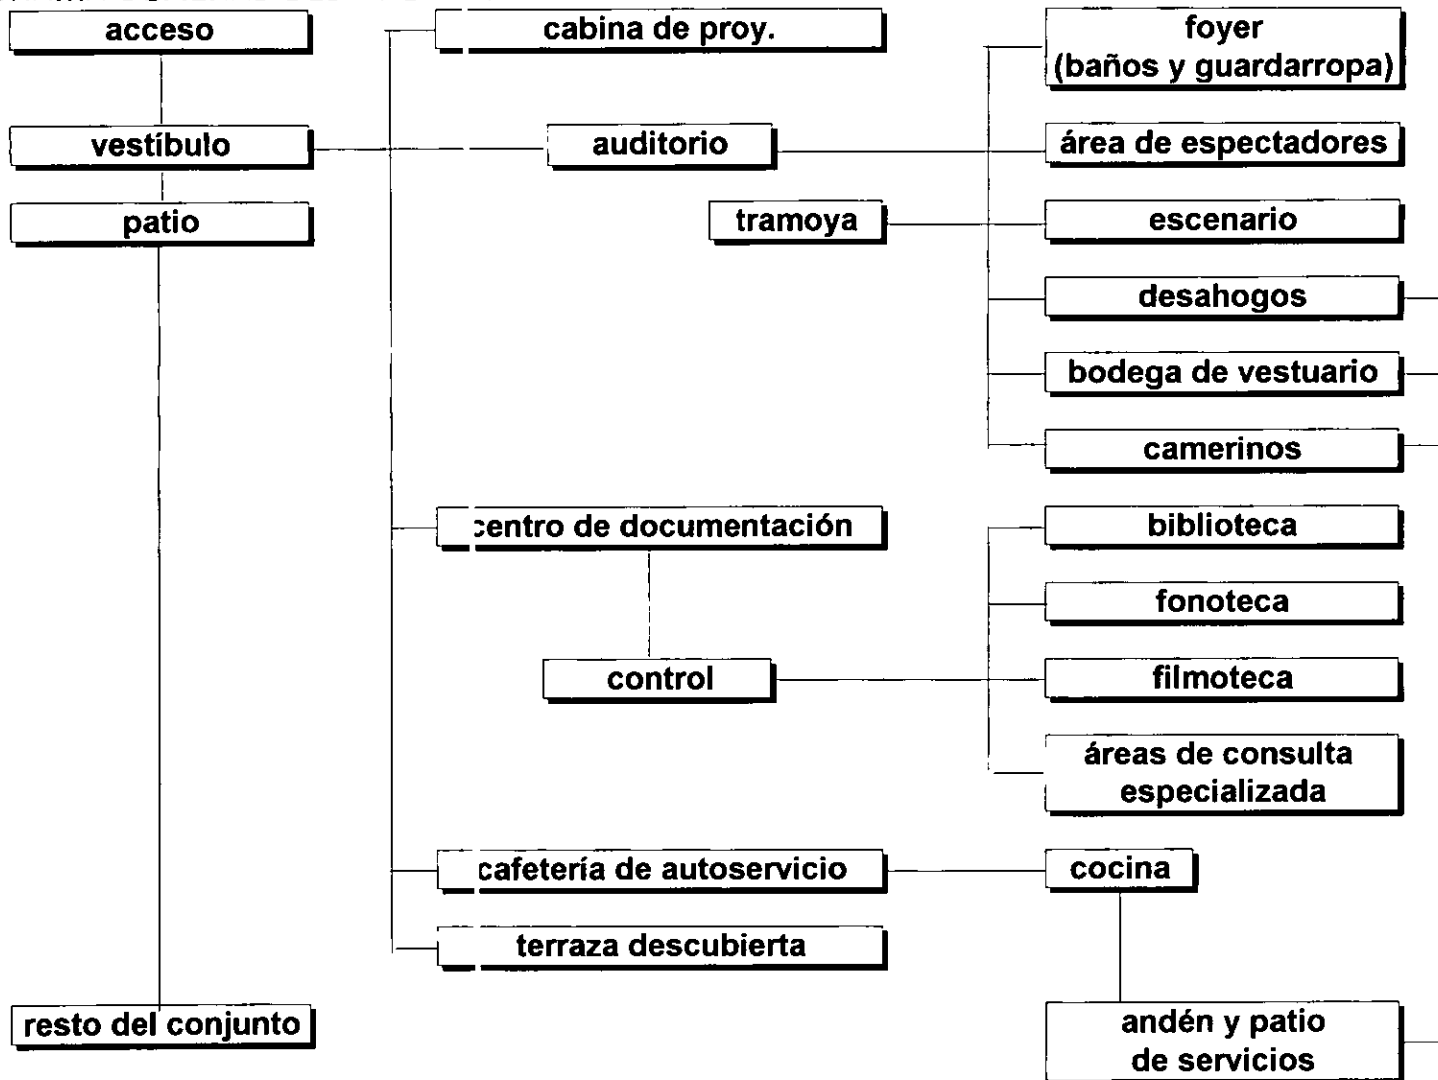 acceso
vestíbulo
patio
resto del conjunto
cabina de proy.
auditorio
tramoya
centro de documentación
control
cafetería de autoservicio
terraza descubierta
foyer
(baños y guardarropa)
área de espectadores
escenario
desahogos
bodega de vestuario
camerinos
biblioteca
fonoteca
filmoteca
áreas de consulta
especializada
cocina
andén y patio
de servicios